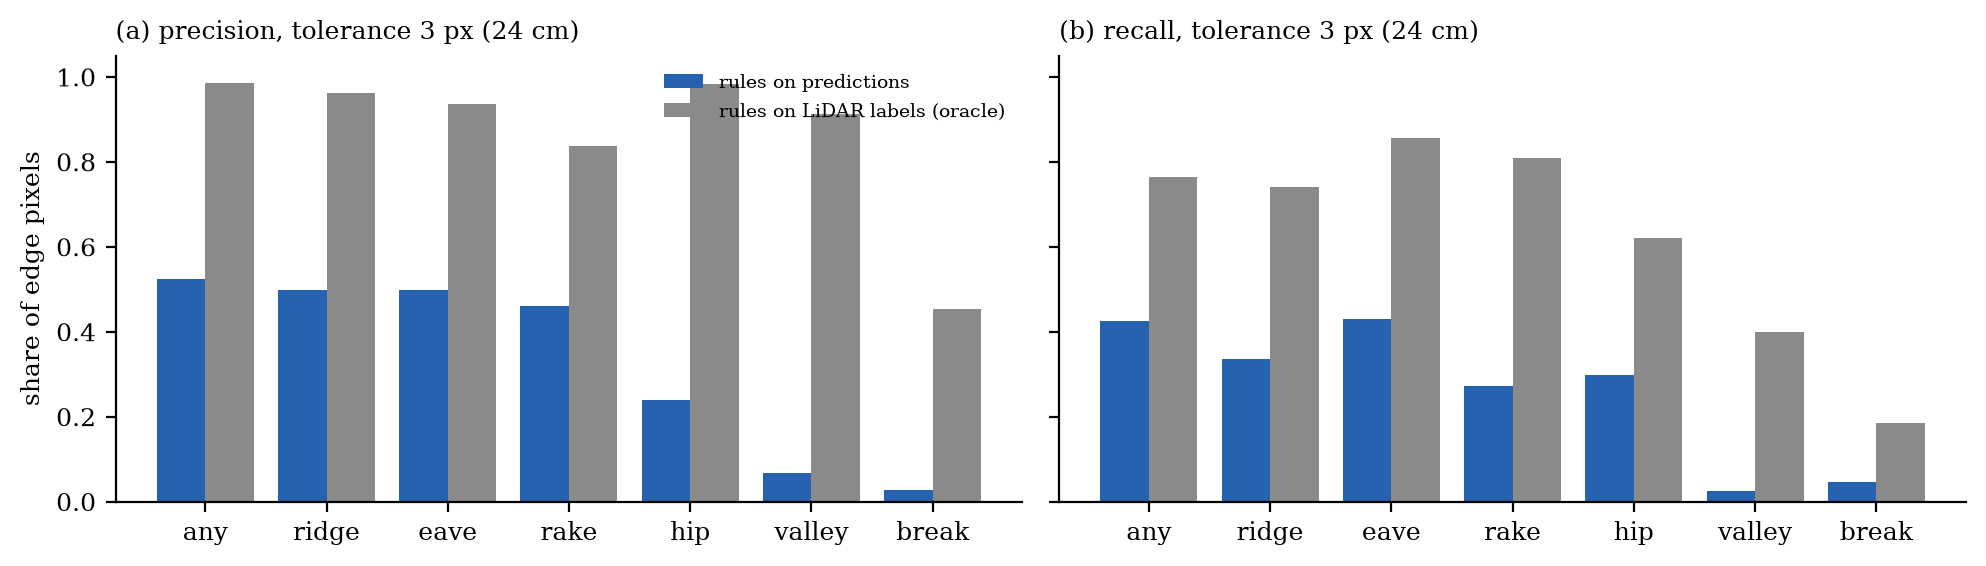 (a) precision, tolerance 3 px (24 cm)
share of edge pixels
1.0
0.8
0.6
0.4
0.2
0.0
rules on predictions
rules on LiDAR labels (oracle)
any ridge eave rake hip valley break
(b) recall, tolerance 3 px (24 cm)
any ridge eave rake hip valley break